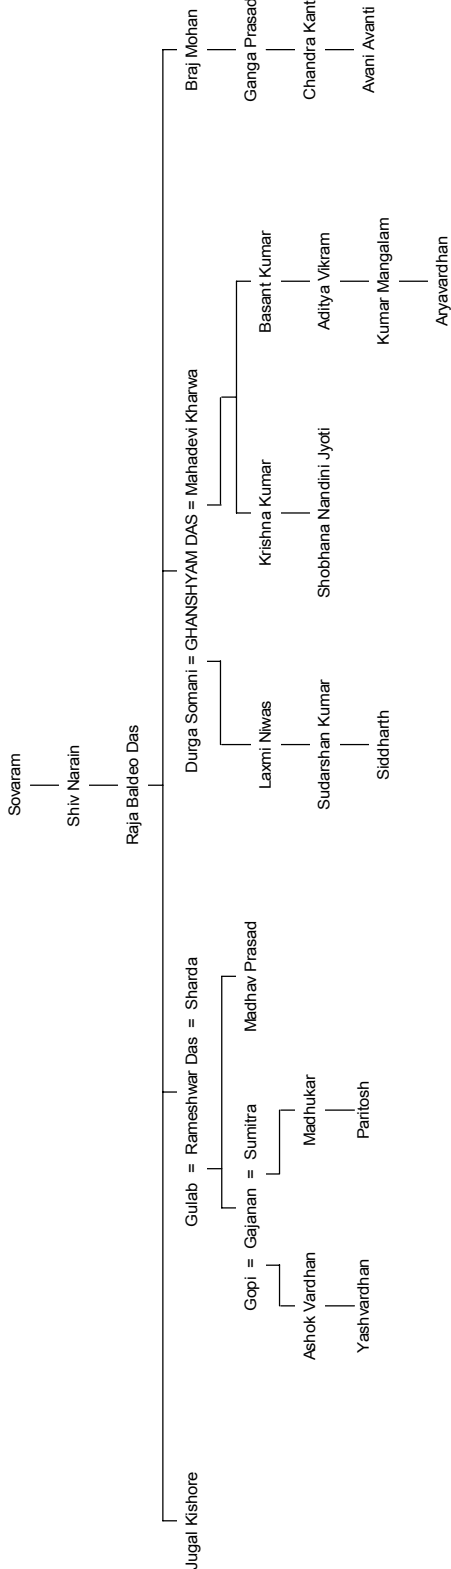 Sovaram
Shiv Narain
Raja Baldeo Das
Jugal Kishore
Gulab = Rameshwar Das = Sharda
Durga Somani = GHANSHYAM DAS = Mahadevi Kharwa
Braj Mohan
Gopi = Gajanan = Sumitra
Madhav Prasad
Laxmi Niwas
Krishna Kumar
Basant Kumar
Ganga Prasad
Ashok Vardhan
Madhukar
Sudarshan Kumar
Shobhana Nandini Jyoti
Aditya Vikram
Chandra Kant
Yashvardhan
Paritosh
Siddharth
Kumar Mangalam
Avani Avanti
Aryavardhan